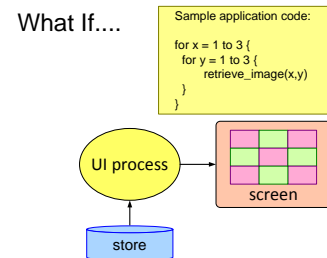 What If....
Sample application code:
for x = 1 to 3 {
for y = 1 to 3 {
retrieve_image(x,y)
}
}
UI process
screen
store